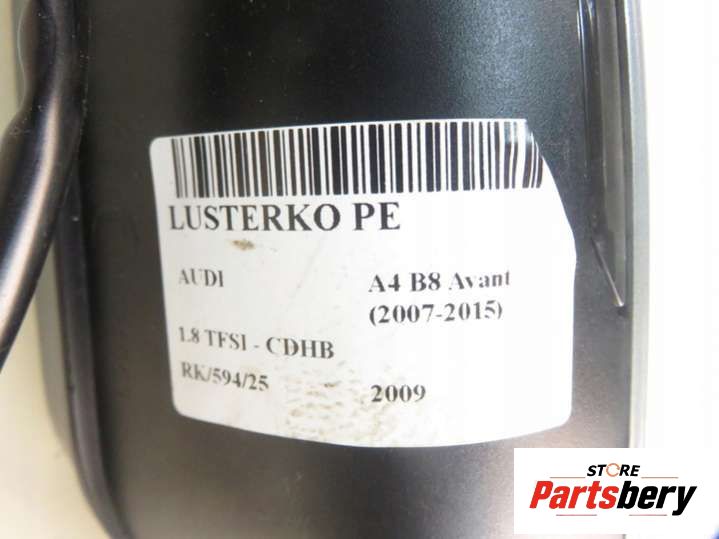 LUSTERKO PE
AUDI
A4 B8 Avant
(2007-2015)
1.8 TFSI - CDHB
RK/594/25
2009
STORE
Partsbery